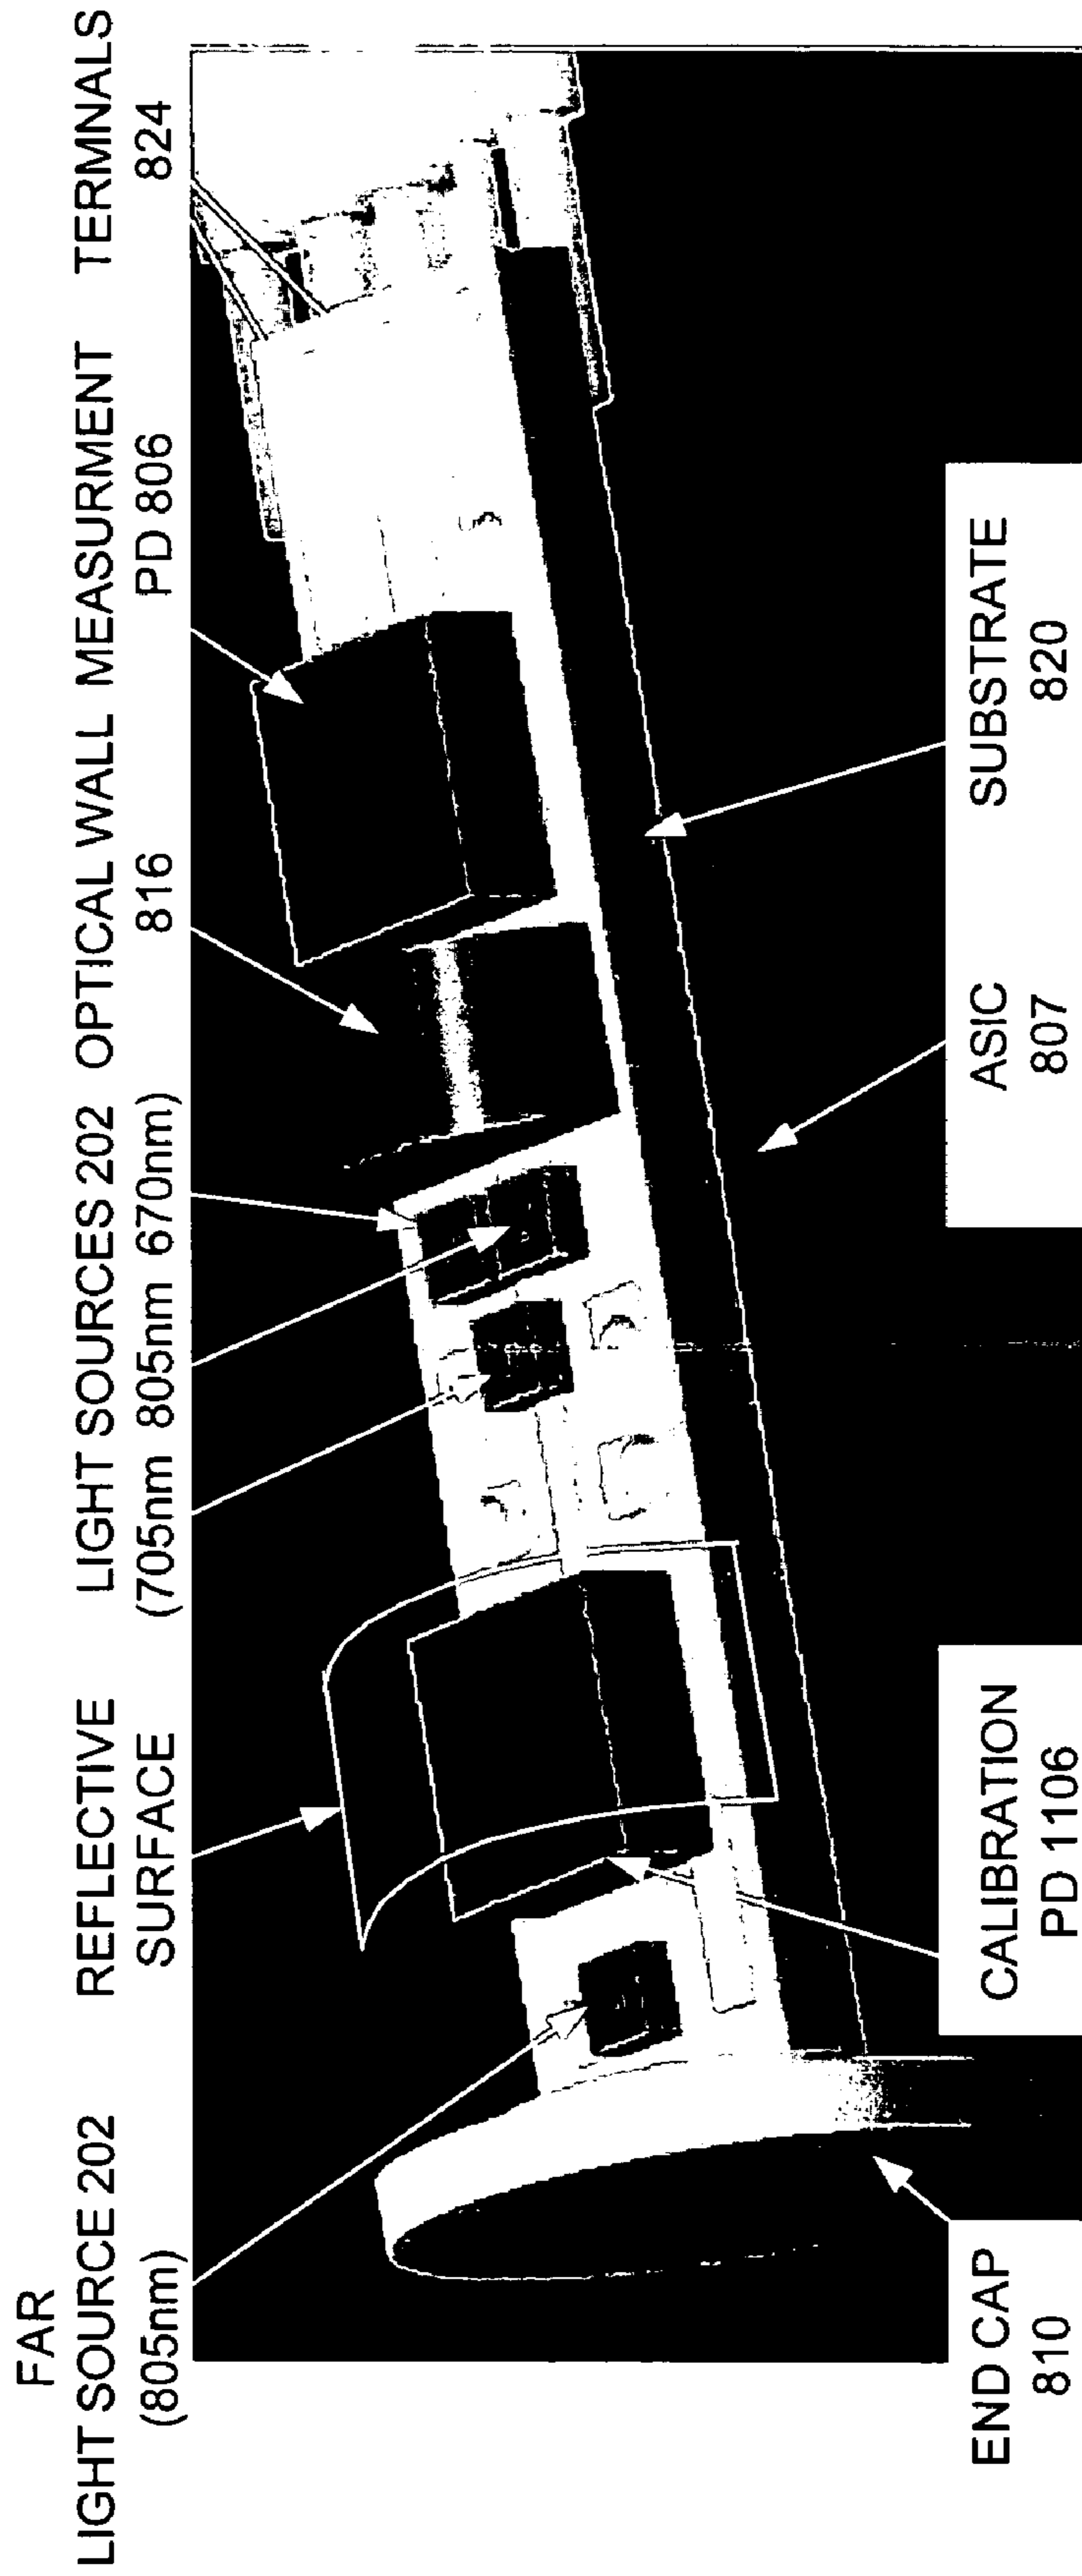 FAR
LIGHT SOURCE 202
(805nm)
REFLECTIVE
SURFACE
LIGHT SOURCES 202
(705nm 805nm 670nm)
OPTICAL WALL
816
MEASURMENT
PD 806
TERMNALS
824
END CAP
810
CALIBRATION
PD 1106
ASIC
807
SUBSTRATE
820